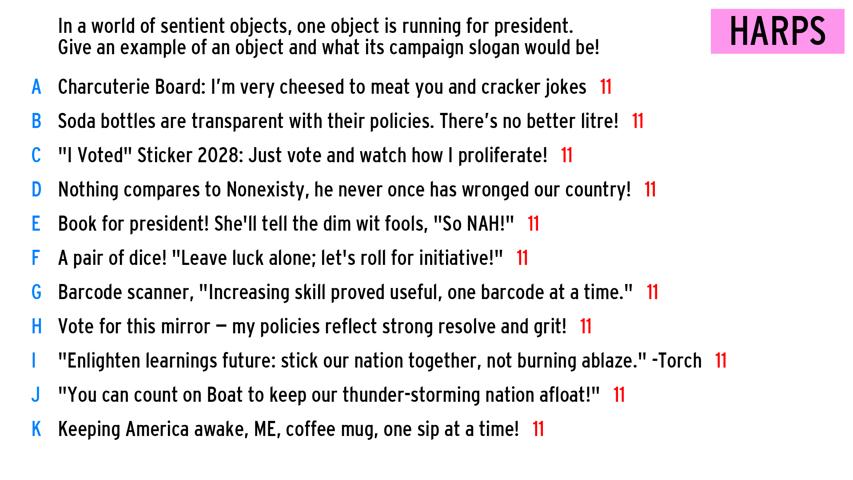 In a world of sentient objects, one object is running for president.
Give an example of an object and what its campaign slogan would be!
HARPS
A Charcuterie Board: I'm very cheesed to meat you and cracker jokes 11
B Soda bottles are transparent with their policies. There's no better litre! 11
C "I Voted" Sticker 2028: Just vote and watch how I proliferate! 11
D Nothing compares to Nonexisty, he never once has wronged our country! 11
E Book for president! She'll tell the dim wit fools, "So NAH!" 11
F A pair of dice! "Leave luck alone; let's roll for initiative!" 11
G Barcode scanner, "Increasing skill proved useful, one barcode at a time." 11
H Vote for this mirror – my policies reflect strong resolve and grit! 11
I "Enlighten learnings future: stick our nation together, not burning ablaze." -Torch 11
J "You can count on Boat to keep our thunder-storming nation afloat!" 11
K Keeping America awake, ME, coffee mug, one sip at a time! 11